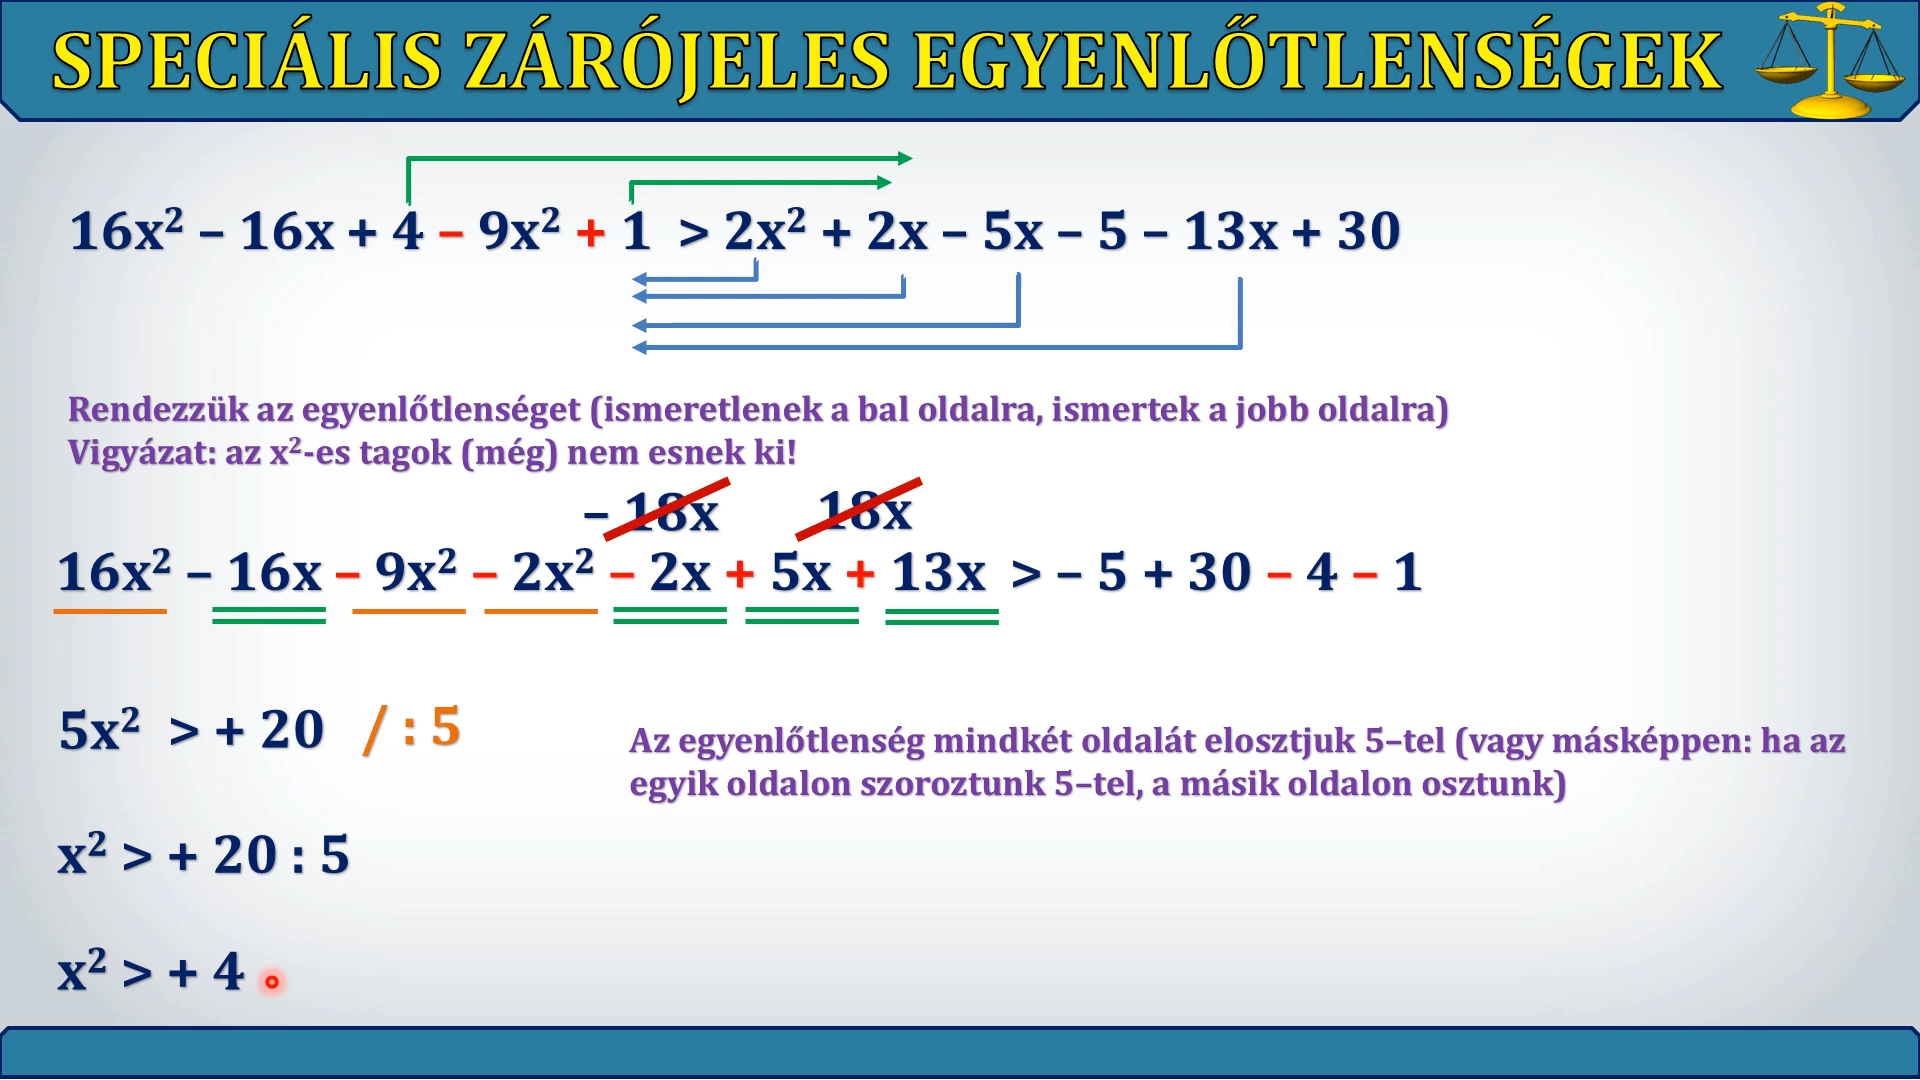 SPECIÁLIS ZÁRÓJELES EGYENLŐTLENSÉGEK
16x² – 16x + 4 – 9x² + 1 > 2x² + 2x – 5x – 5 – 13x + 30
Rendezzük az egyenlőtlenséget (ismeretlenek a bal oldalra, ismertek a jobb oldalra)
Vigyázat: az x²-es tagok (még) nem esnek ki!
– 18x 18x
16x² – 16x – 9x² – 2x² – 2x + 5x + 13x > – 5 + 30 – 4 – 1
5x² > + 20 / : 5
Az egyenlőtlenség mindkét oldalát elosztjuk 5–tel (vagy másképpen: ha az
egyik oldalon szoroztunk 5–tel, a másik oldalon osztunk)
x² > + 20 : 5
x² > + 4